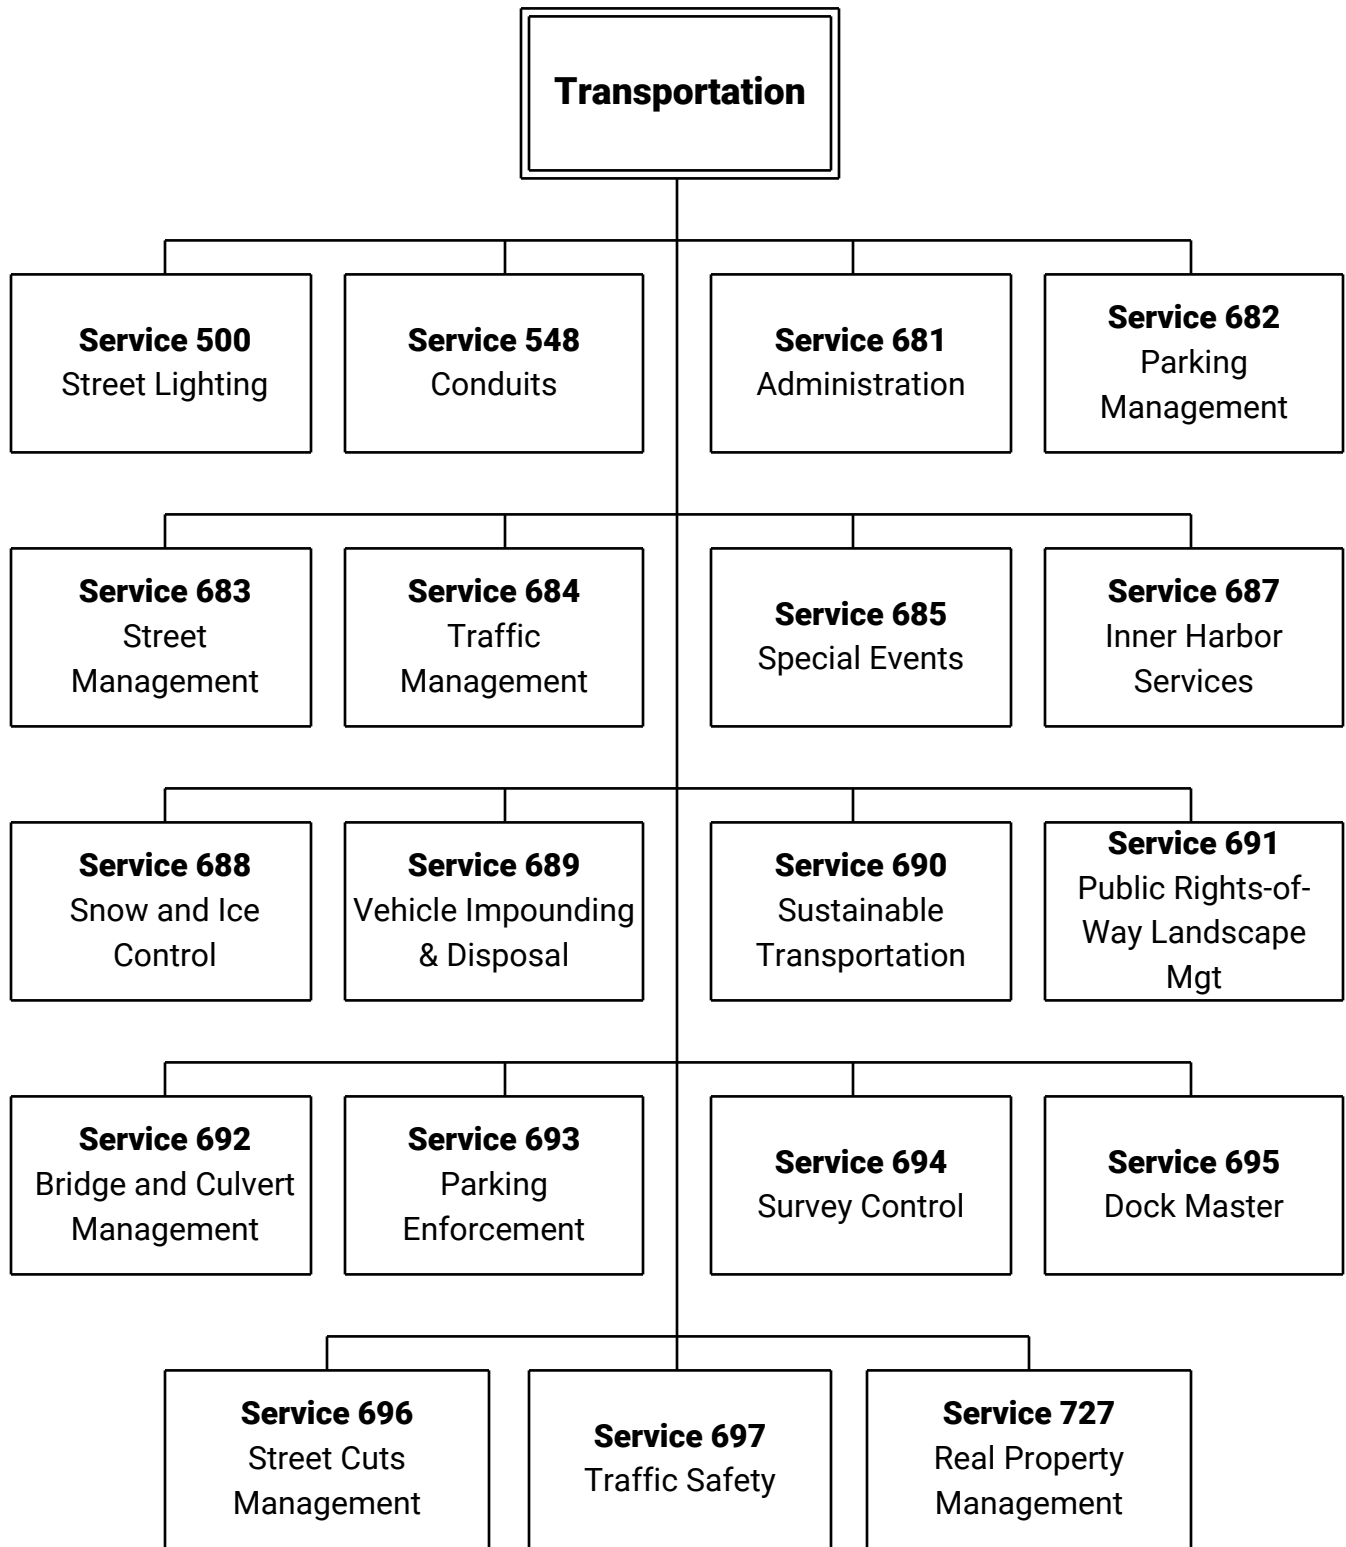 Transportation
Service 500
Street Lighting
Service 548
Conduits
Service 681
Administration
Service 682
Parking
Management
Service 683
Street
Management
Service 684
Traffic
Management
Service 685
Special Events
Service 687
Inner Harbor
Services
Service 688
Snow and Ice
Control
Service 689
Vehicle Impounding
& Disposal
Service 690
Sustainable
Transportation
Service 691
Public Rights-of-
Way Landscape
Mgt
Service 692
Bridge and Culvert
Management
Service 693
Parking
Enforcement
Service 694
Survey Control
Service 695
Dock Master
Service 696
Street Cuts
Management
Service 697
Traffic Safety
Service 727
Real Property
Management